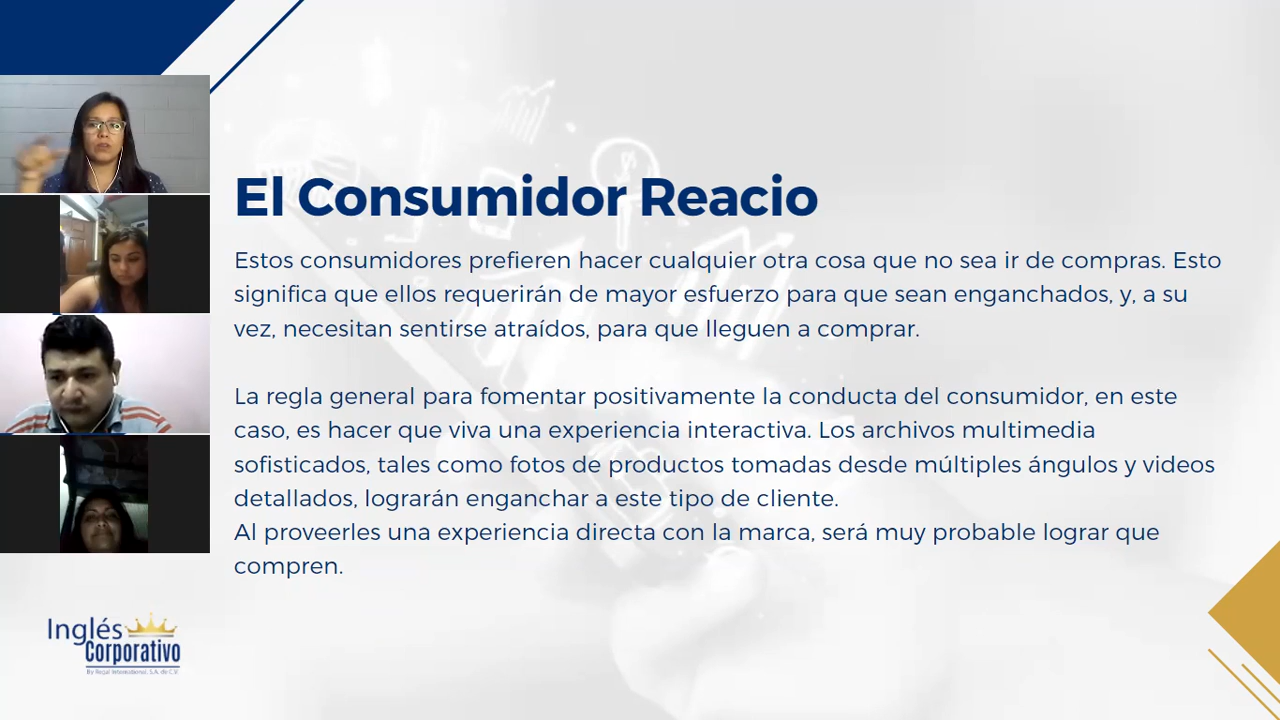 El Consumidor Reacio
Estos consumidores prefieren hacer cualquier otra cosa que no sea ir de compras. Esto
significa que ellos requerirán de mayor esfuerzo para que sean enganchados, y, a su
vez, necesitan sentirse atraídos, para que lleguen a comprar.
La regla general para fomentar positivamente la conducta del consumidor, en este
caso, es hacer que viva una experiencia interactiva. Los archivos multimedia
sofisticados, tales como fotos de productos tomadas desde múltiples ángulos y videos
detallados, lograrán enganchar a este tipo de cliente.
Al proveerles una experiencia directa con la marca, será muy probable lograr que
compren.
Inglés
Corporativo
By Regal International, S.A. de C.V.